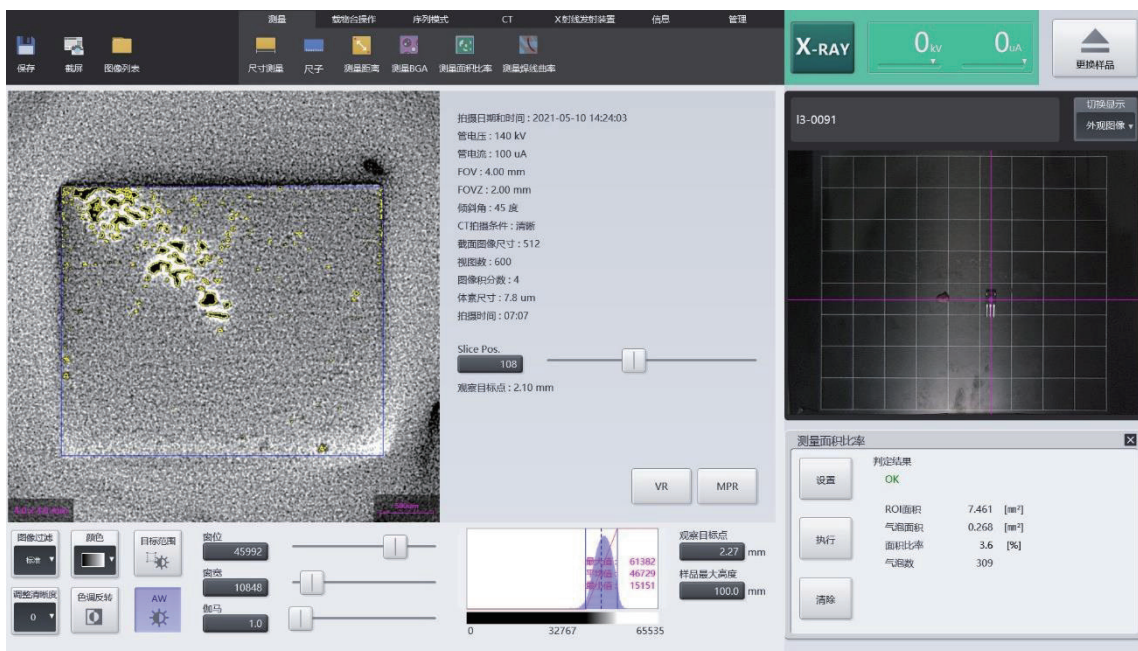 测量 载物台操作 序列模式 CT X射线发射装置 信息 管理
保存 截屏 图像列表 尺寸测量 尺子 测量距离 测量BGA 测量面积比率 测量焊线曲率
X-RAY 0 kV 0 uA 更换样品
拍摄日期和时间 : 2021-05-10 14:24:03
管电压 : 140 kV
管电流 : 100 uA
FOV : 4.00 mm
FOVZ : 2.00 mm
倾斜角 : 45 度
CT拍摄条件 : 清晰
截面图像尺寸 : 512
视图数 : 600
图像积分数 : 4
体素尺寸 : 7.8 um
拍摄时间 : 07:07
Slice Pos.
108
观察目标点 : 2.10 mm
VR MPR
I3-0091
切换显示
外观图像
测量面积比率
设置
执行
清除
判定结果
OK
ROI面积 7.461 [mm²]
气泡面积 0.268 [mm²]
面积比率 3.6 [%]
气泡数 309
图像过滤
标准
颜色
目标范围
调整清晰度
0
色调反转
AW
窗位
45992
窗宽
10848
伽马
1.0
最大值 : 61382
平均值 : 46729
最小值 : 15151
0 32767 65535
观察目标点
2.27 mm
样品最大高度
100.0 mm